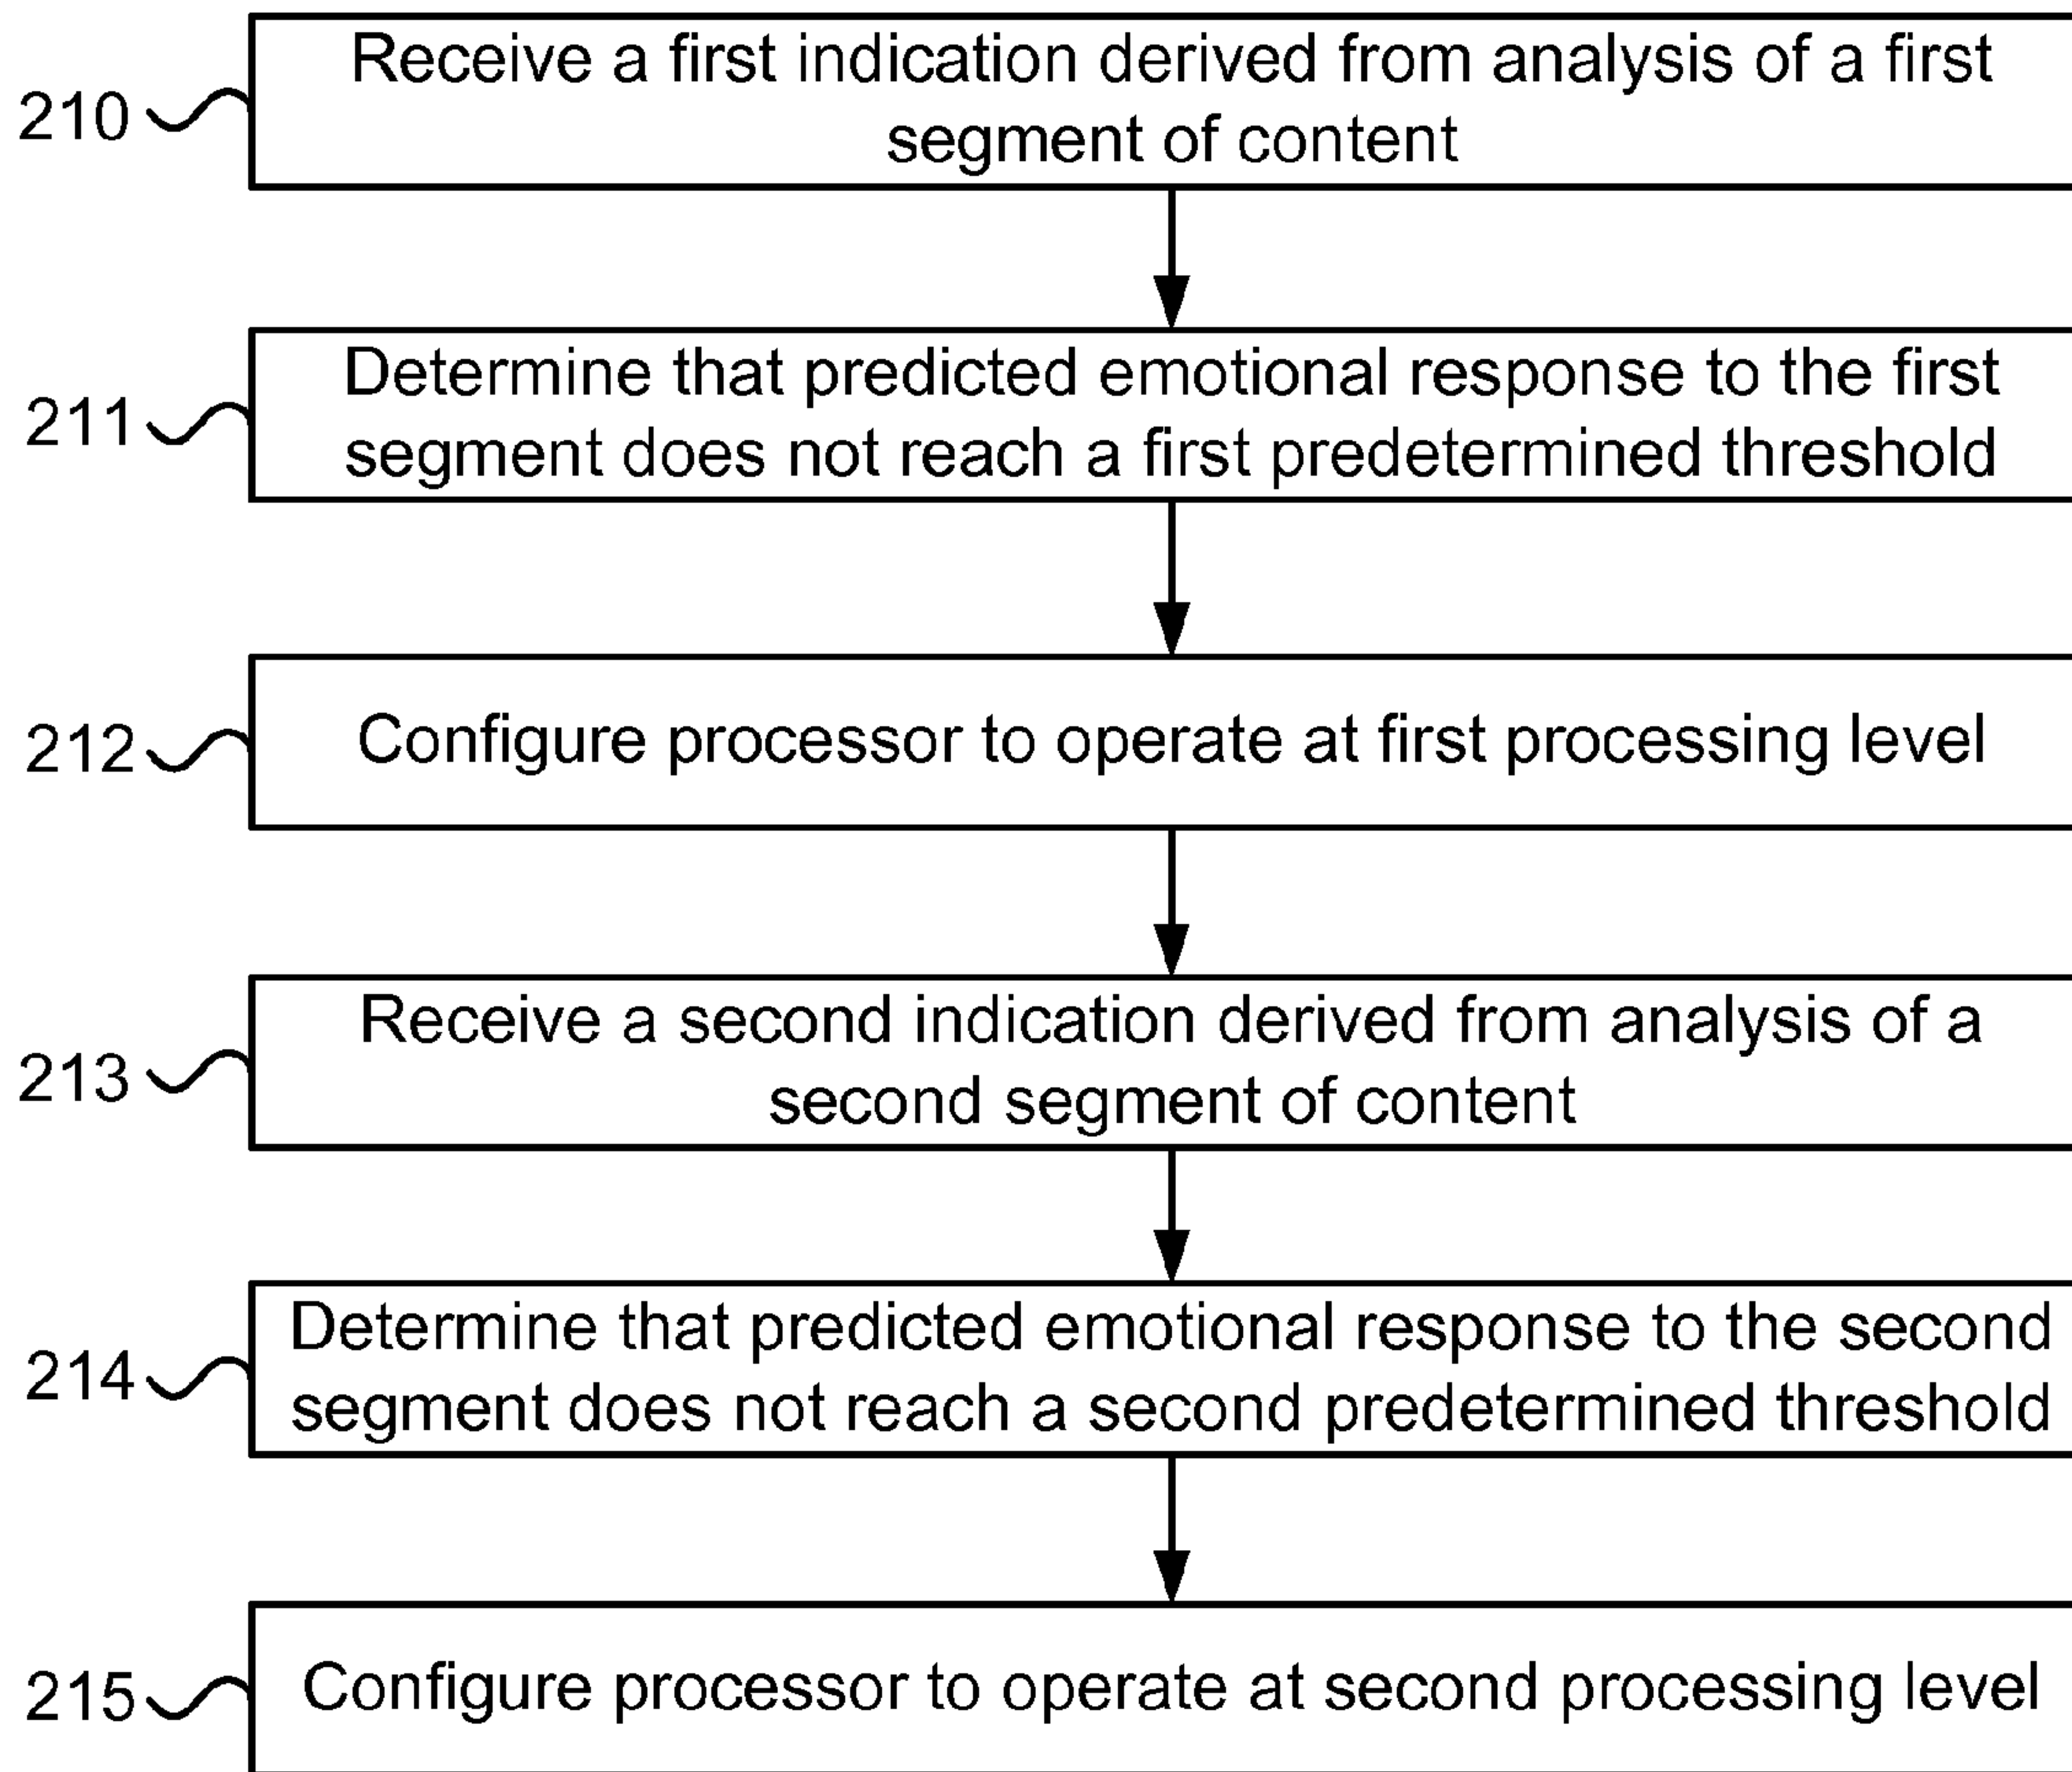 210
Receive a first indication derived from analysis of a first
segment of content
211
Determine that predicted emotional response to the first
segment does not reach a first predetermined threshold
212
Configure processor to operate at first processing level
213
Receive a second indication derived from analysis of a
second segment of content
214
Determine that predicted emotional response to the second
segment does not reach a second predetermined threshold
215
Configure processor to operate at second processing level